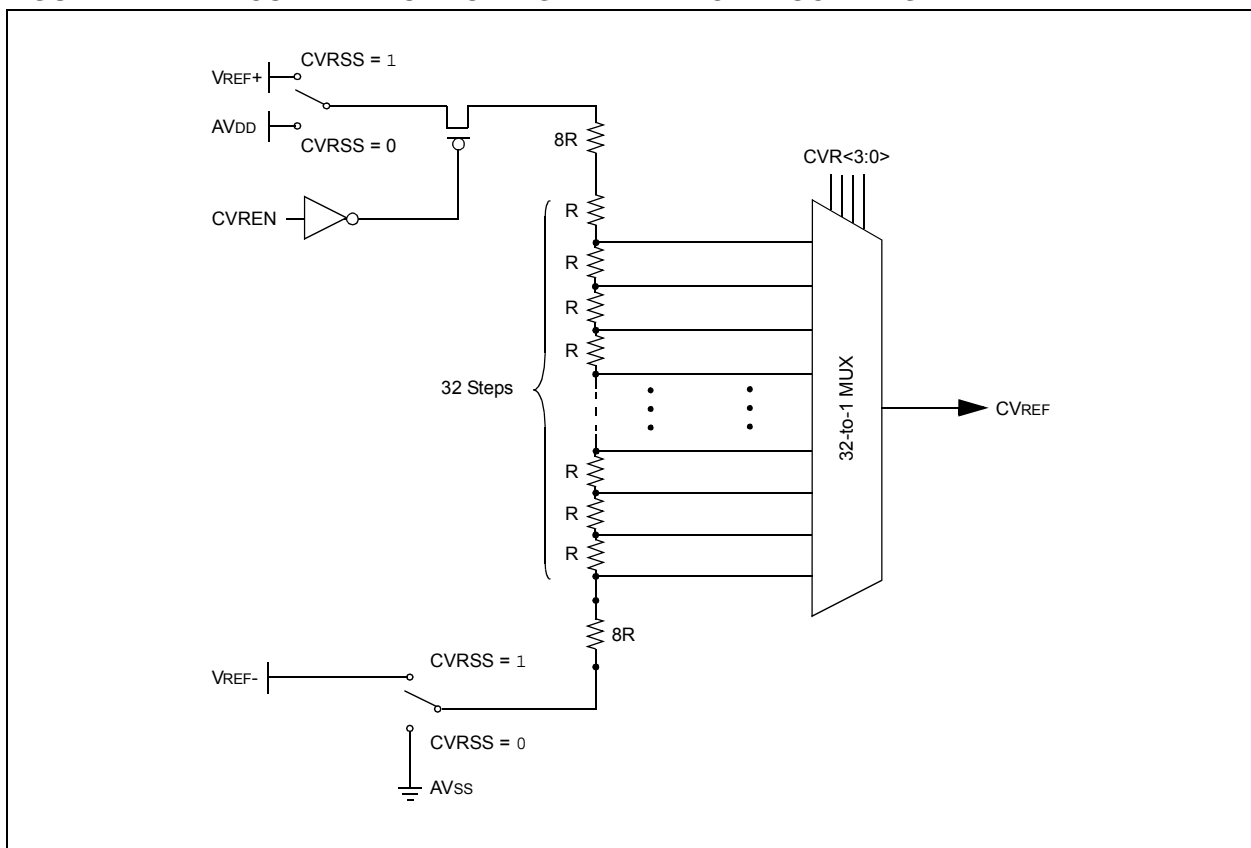 CVRSS = 1
VREF+
AVDD
8R
CVRSS = 0
CVR<3:0>
CVREN
R
R
R
R
32 Steps
32-to-1 MUX
CVREF
R
R
R
8R
CVRSS = 1
VREF-
CVRSS = 0
AVSS